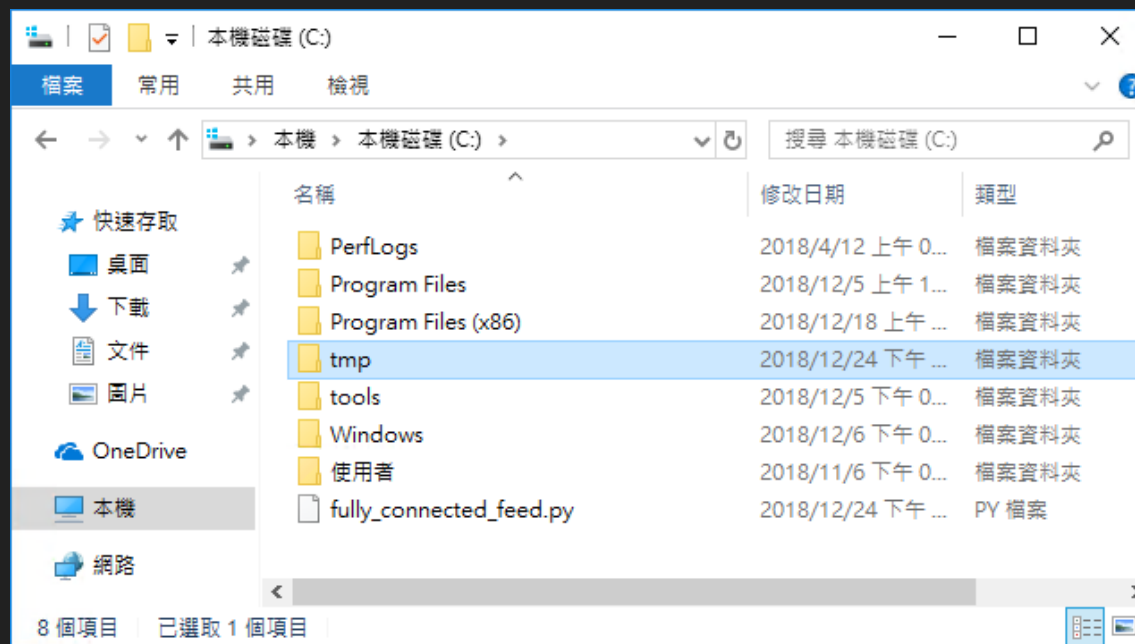 本機磁碟 (C:)
檔案 常用 共用 檢視
本機 本機磁碟 (C:) 搜尋 本機磁碟 (C:)
名稱 修改日期 類型
快速存取
桌面
下載
文件
圖片
OneDrive
本機
網路
PerfLogs 2018/4/12 上午 0... 檔案資料夾
Program Files 2018/12/5 上午 1... 檔案資料夾
Program Files (x86) 2018/12/18 上午 ... 檔案資料夾
tmp 2018/12/24 下午 ... 檔案資料夾
tools 2018/12/5 下午 0... 檔案資料夾
Windows 2018/12/6 下午 0... 檔案資料夾
使用者 2018/11/6 下午 0... 檔案資料夾
fully_connected_feed.py 2018/12/24 下午 ... PY 檔案
8 個項目 已選取 1 個項目